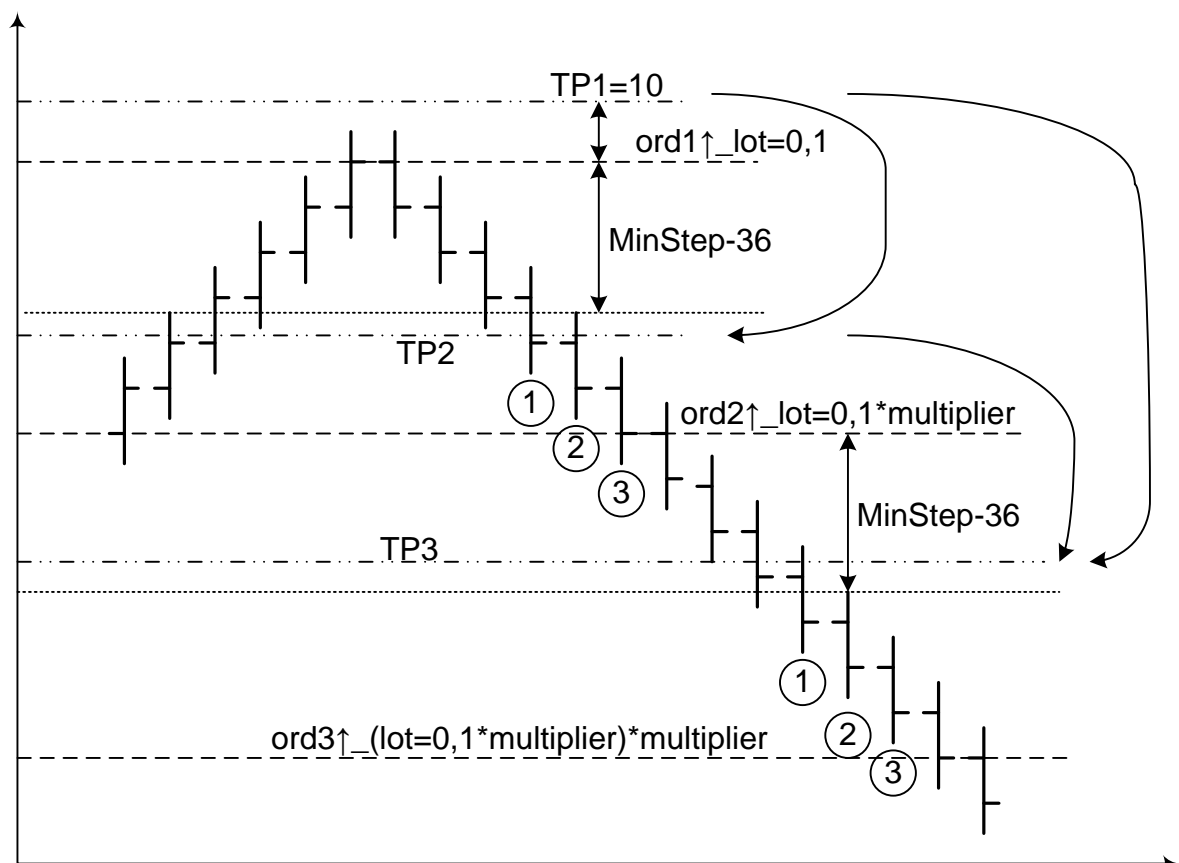 TP1=10
ord1↑_lot=0,1
MinStep-36
TP2
1
ord2↑_lot=0,1*multiplier
2
3
MinStep-36
TP3
1
2
ord3↑_(lot=0,1*multiplier)*multiplier
3